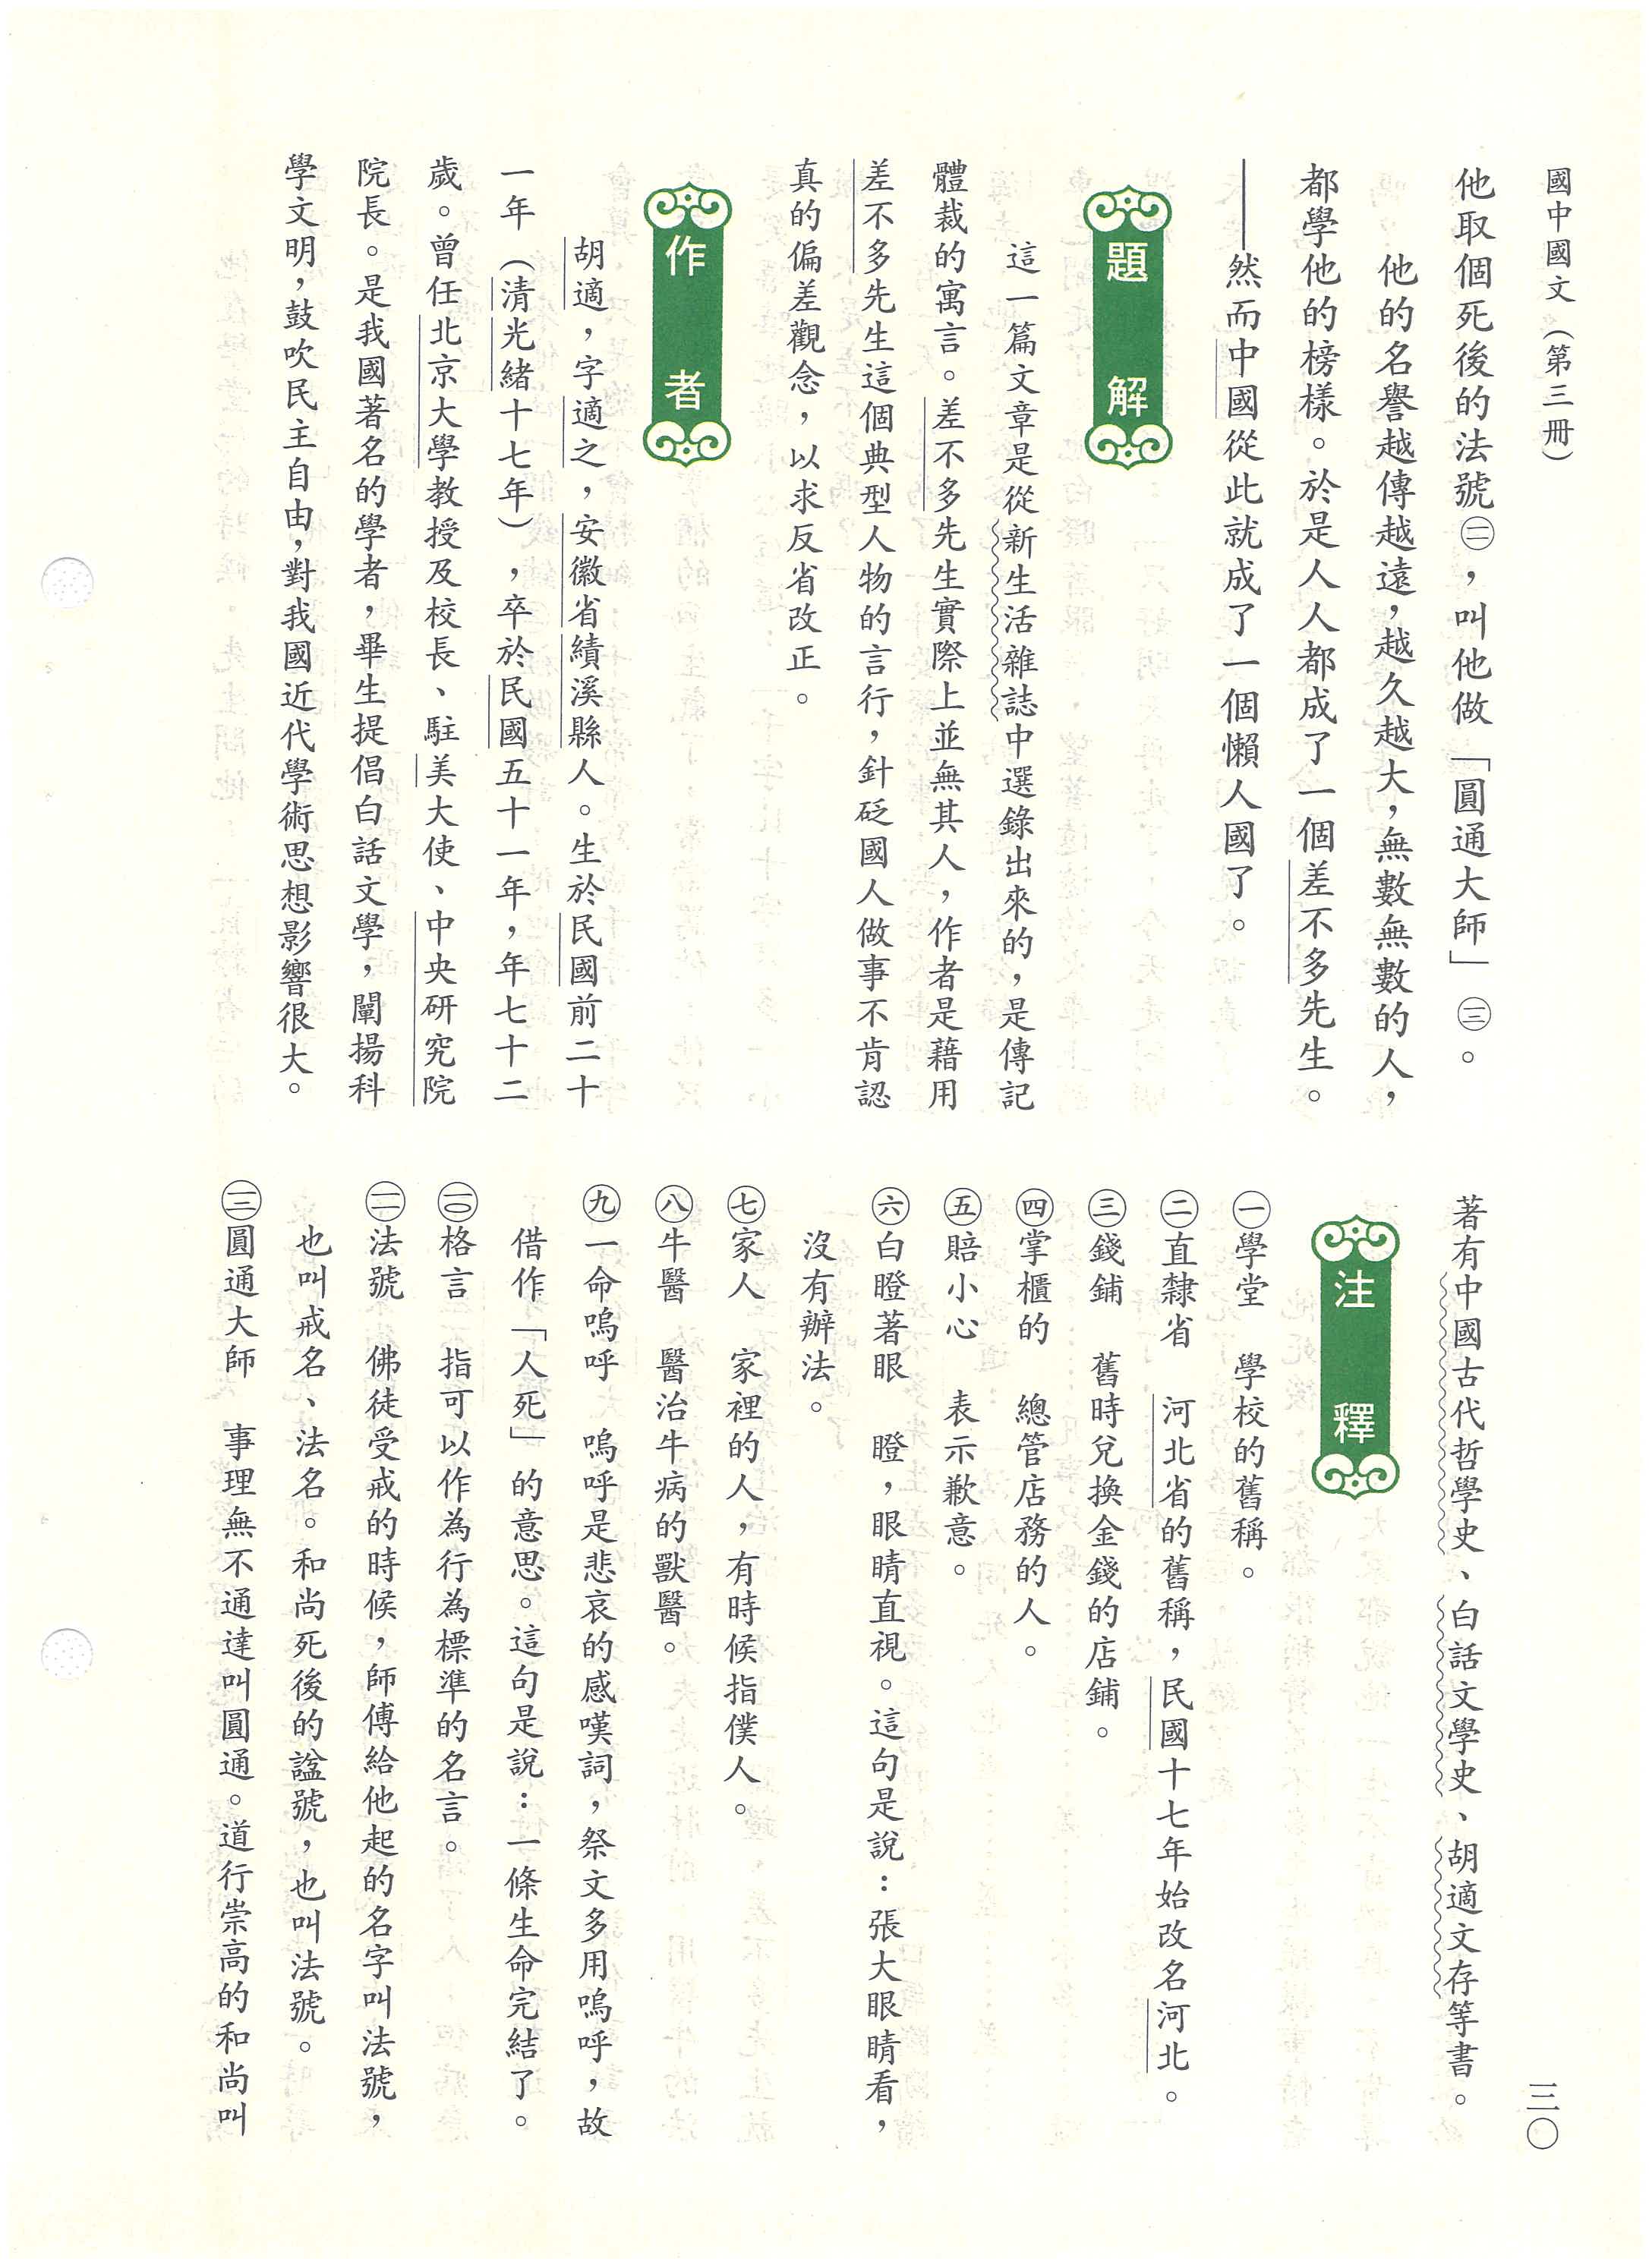 國中國文（第三冊）
他取個死後的法號㊁，叫他做「圓通大師」㊂。
他的名譽越傳越遠，越久越大，無數無數的人，
都學他的榜樣。於是人人都成了一個差不多先生。
——然而中國從此就成了一個懶人國了。
題解
這一篇文章是從新生活雜誌中選錄出來的，是傳記
體裁的寓言。差不多先生實際上並無其人，作者是藉用
差不多先生這個典型人物的言行，針砭國人做事不肯認
真的偏差觀念，以求反省改正。
作者
胡適，字適之，安徽省績溪縣人。生於民國前二十
一年（清光緒十七年），卒於民國五十一年，年七十二
歲。曾任北京大學教授及校長、駐美大使、中央研究院
院長。是我國著名的學者，畢生提倡白話文學，闡揚科
學文明，鼓吹民主自由，對我國近代學術思想影響很大。
著有中國古代哲學史、白話文學史、胡適文存等書。
注釋
㊀學堂　學校的舊稱。
㊁直隸省　河北省的舊稱，民國十七年始改名河北。
㊂錢鋪　舊時兌換金錢的店鋪。
㊃掌櫃的　總管店務的人。
㊄賠小心　表示歉意。
㊅白瞪著眼　瞪，眼睛直視。這句是說：張大眼睛看，
沒有辦法。
㊆家人　家裡的人，有時候指僕人。
㊇牛醫　醫治牛病的獸醫。
㊈一命嗚呼　嗚呼是悲哀的感嘆詞，祭文多用嗚呼，故
借作「人死」的意思。這句是說：一條生命完結了。
(一〇)格言　指可以作為行為標準的名言。
(一一)法號　佛徒受戒的時候，師傅給他起的名字叫法號，
也叫戒名、法名。和尚死後的諡號，也叫法號。
(一二)圓通大師　事理無不通達叫圓通。道行崇高的和尚叫
三〇